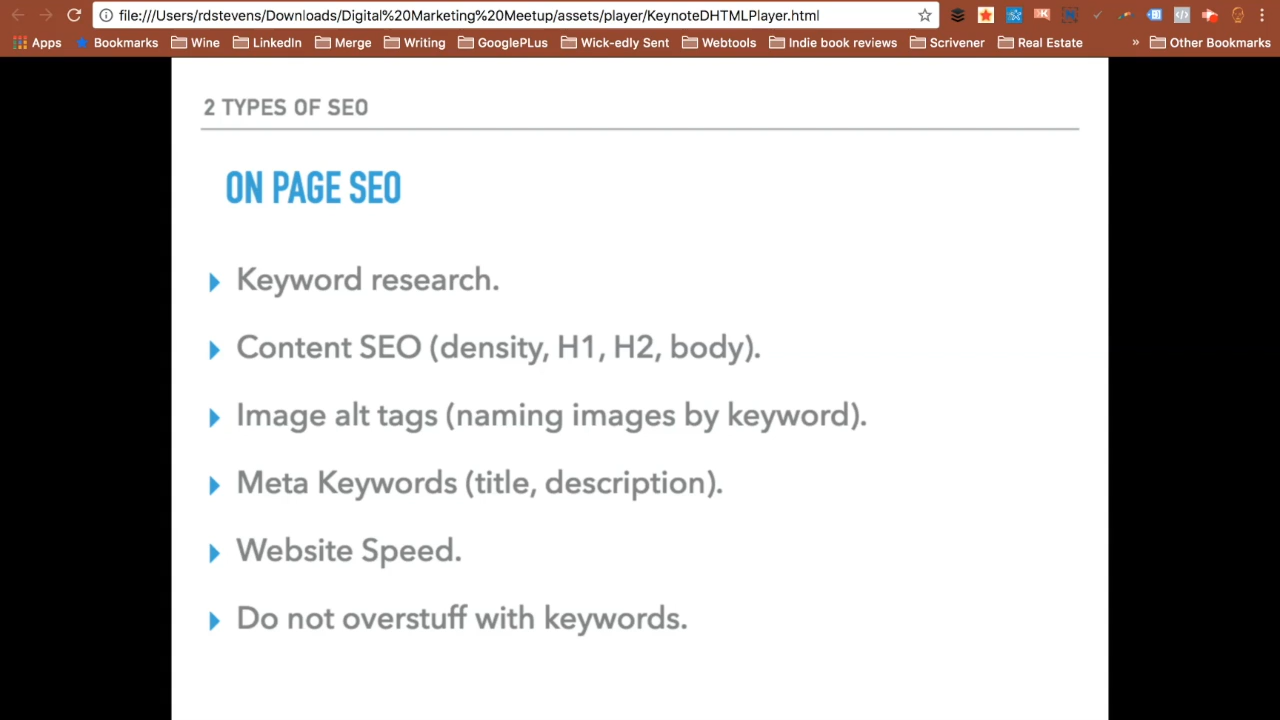 file:///Users/rdstevens/Downloads/Digital%20Marketing%20Meetup/assets/player/KeynoteDHTMLPlayer.html
Apps Bookmarks Wine LinkedIn Merge Writing GooglePLus Wick-edly Sent Webtools Indie book reviews Scrivener Real Estate » Other Bookmarks
2 TYPES OF SEO
ON PAGE SEO
Keyword research.
Content SEO (density, H1, H2, body).
Image alt tags (naming images by keyword).
Meta Keywords (title, description).
Website Speed.
Do not overstuff with keywords.